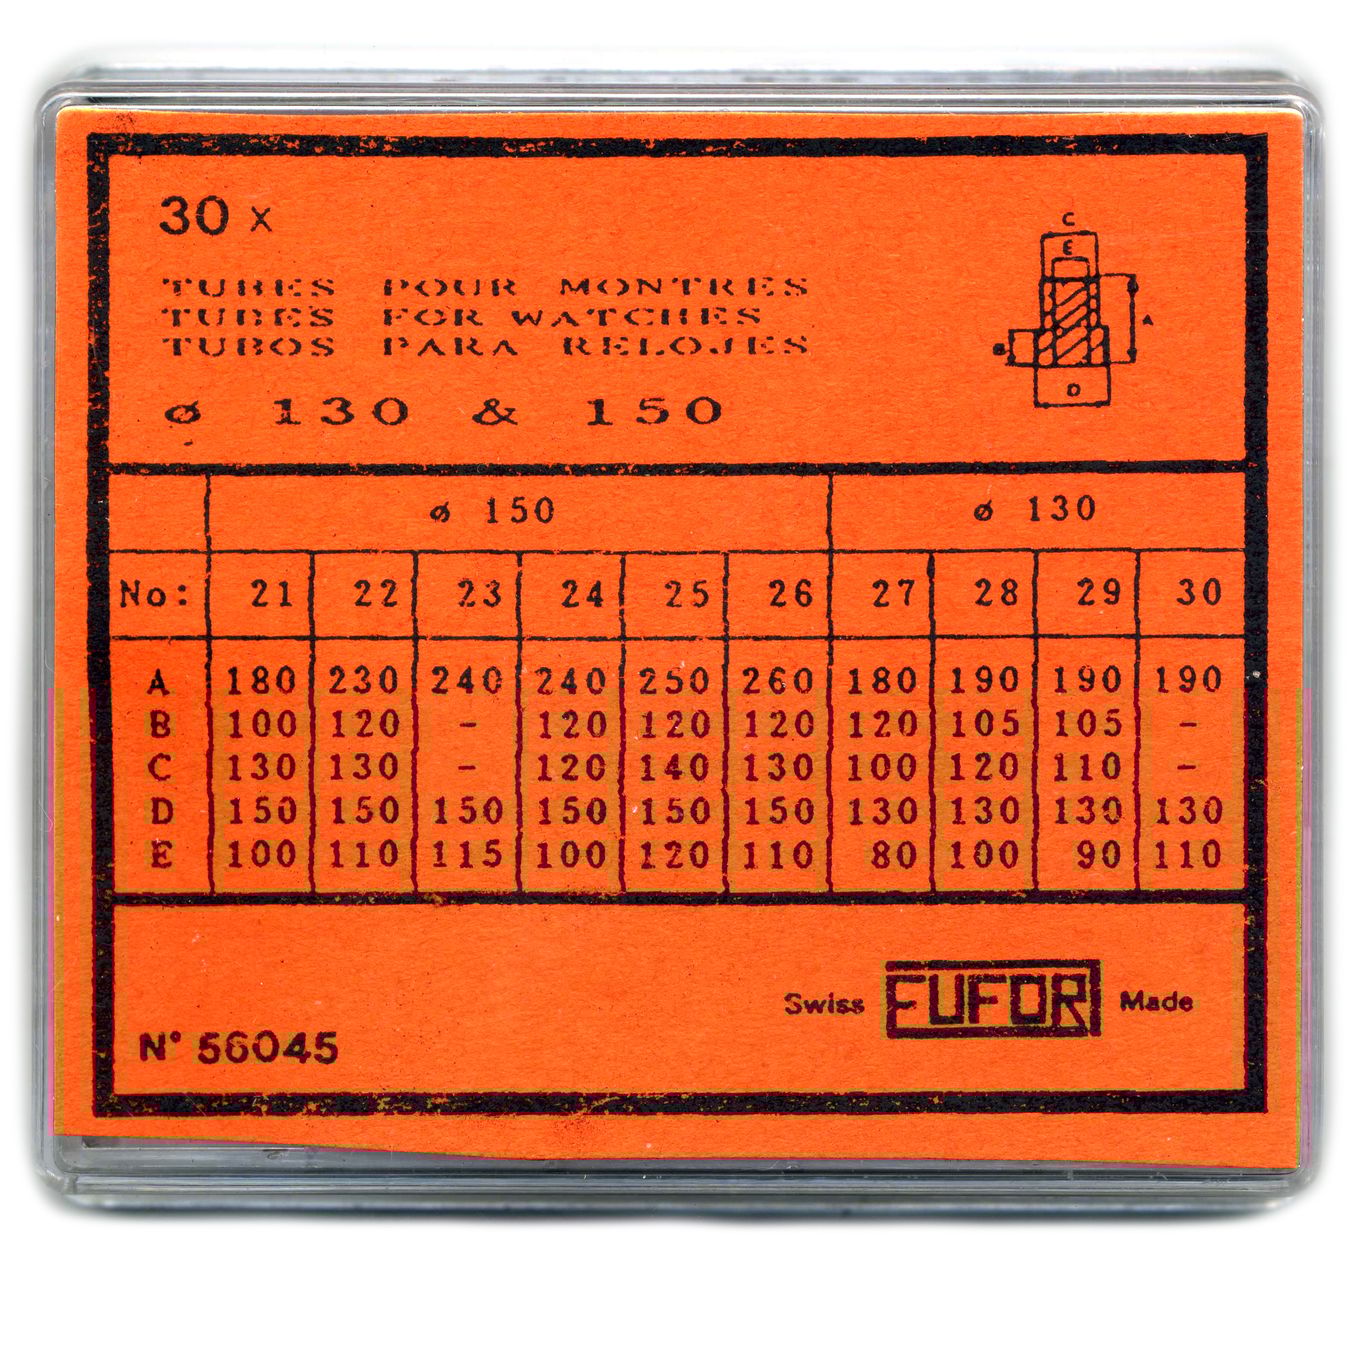 30 x
TUBES POUR MONTRES
TUBES FOR WATCHES
TUBOS PARA RELOJES
ø 130 & 150
C
E
A
B
D
ø 150 ø 130
No: 21 22 23 24 25 26 27 28 29 30
A 180 230 240 240 250 260 180 190 190 190
B 100 120 - 120 120 120 120 105 105 -
C 130 130 - 120 140 130 100 120 110 -
D 150 150 150 150 150 150 130 130 130 130
E 100 110 115 100 120 110 80 100 90 110
Swiss FUFOR Made
N° 56045